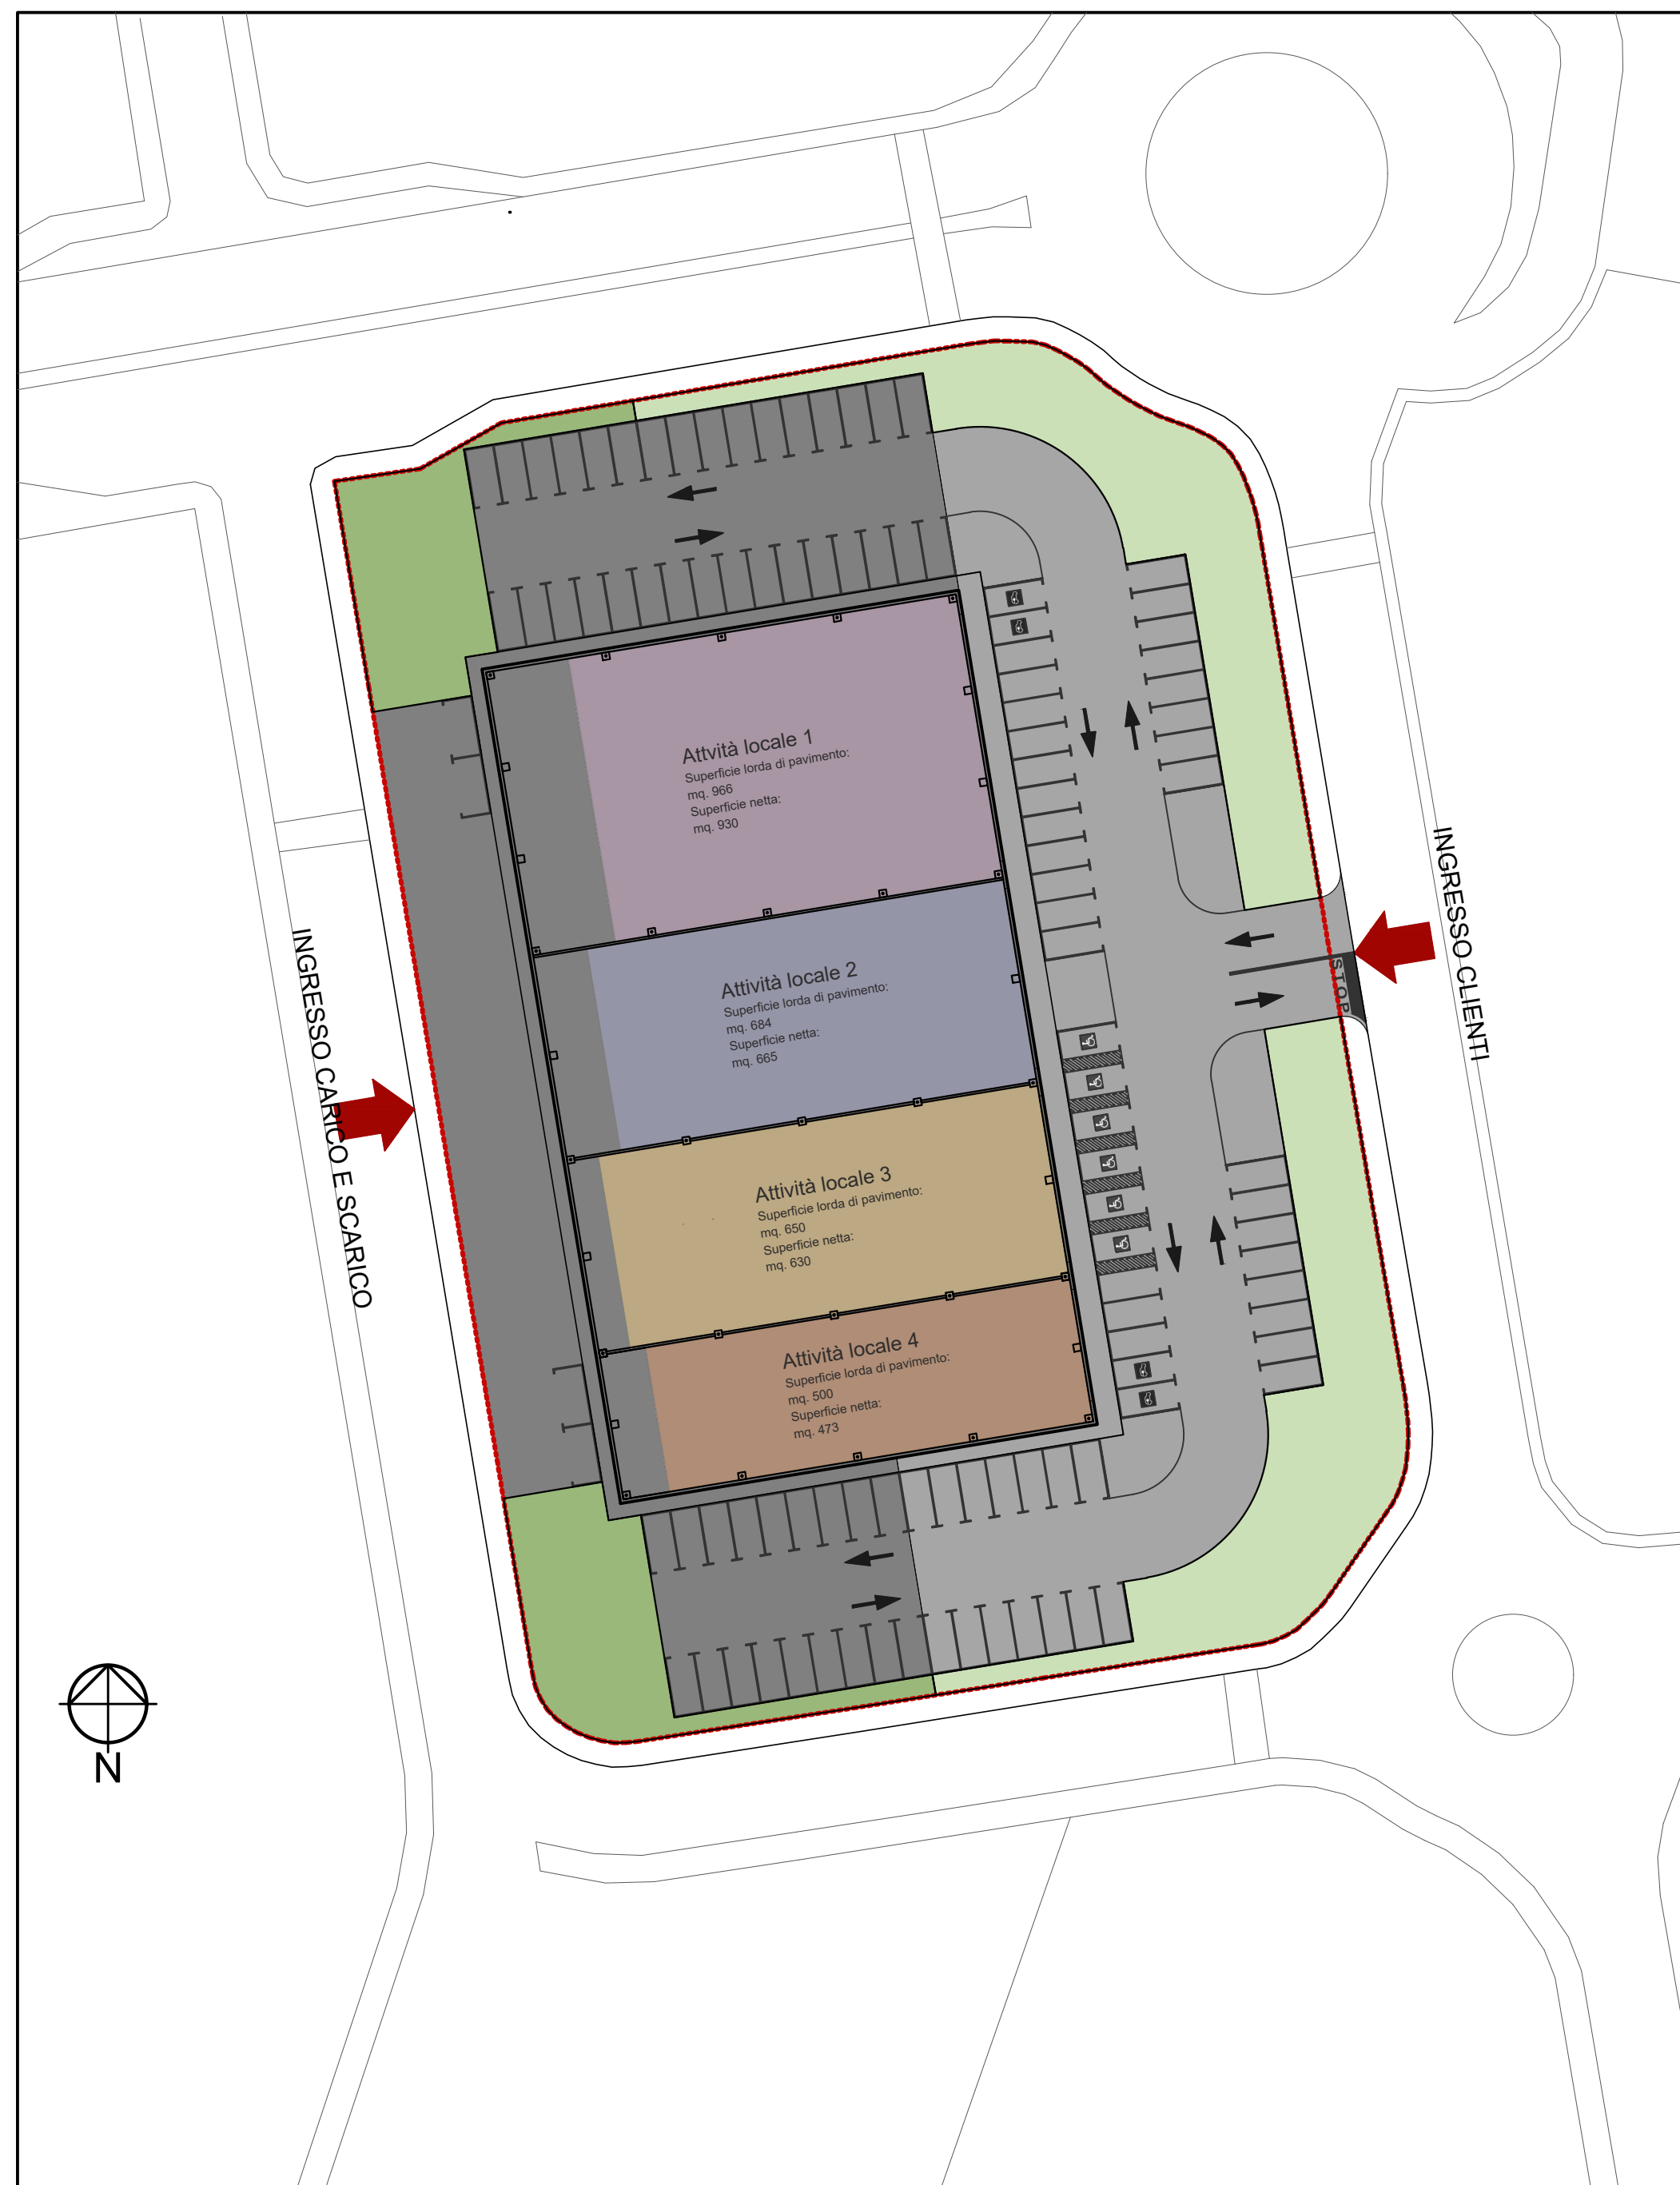 Attvità locale 1
Superficie lorda di pavimento:
mq. 966
Superficie netta:
mq. 930
INGRESSO CLIENTI
STOP
INGRESSO CARICO E SCARICO
Attività locale 2
Superficie lorda di pavimento:
mq. 684
Superficie netta:
mq. 665
Attività locale 3
Superficie lorda di pavimento:
mq. 650
Superficie netta:
mq. 630
Attività locale 4
Superficie lorda di pavimento:
mq. 500
Superficie netta:
mq. 473
N